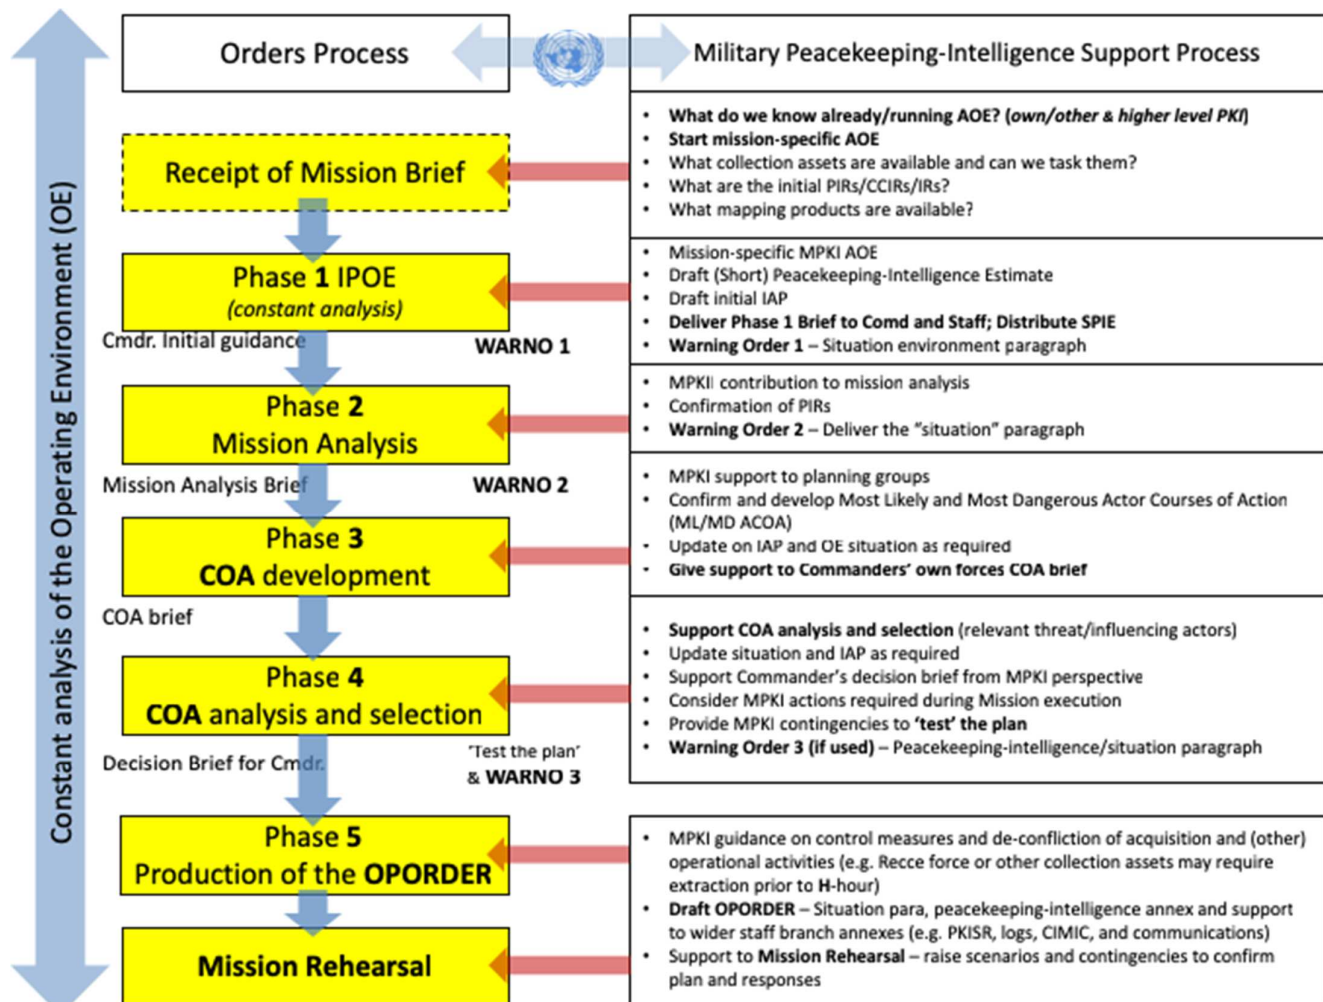 Orders Process
Military Peacekeeping-Intelligence Support Process
Constant analysis of the Operating Environment (OE)
Receipt of Mission Brief
• What do we know already/running AOE? (own/other & higher level PKI)
• Start mission-specific AOE
• What collection assets are available and can we task them?
• What are the initial PIRs/CCIRs/IRs?
• What mapping products are available?
Phase 1 IPOE
(constant analysis)
Cmdr. Initial guidance
WARNO 1
• Mission-specific MPKI AOE
• Draft (Short) Peacekeeping-Intelligence Estimate
• Draft initial IAP
• Deliver Phase 1 Brief to Comd and Staff; Distribute SPIE
• Warning Order 1 – Situation environment paragraph
Phase 2
Mission Analysis
Mission Analysis Brief
WARNO 2
• MPKII contribution to mission analysis
• Confirmation of PIRs
• Warning Order 2 – Deliver the "situation" paragraph
Phase 3
COA development
COA brief
• MPKI support to planning groups
• Confirm and develop Most Likely and Most Dangerous Actor Courses of Action
(ML/MD ACOA)
• Update on IAP and OE situation as required
• Give support to Commanders' own forces COA brief
Phase 4
COA analysis and selection
Decision Brief for Cmdr.
'Test the plan'
& WARNO 3
• Support COA analysis and selection (relevant threat/influencing actors)
• Update situation and IAP as required
• Support Commander's decision brief from MPKI perspective
• Consider MPKI actions required during Mission execution
• Provide MPKI contingencies to 'test' the plan
• Warning Order 3 (if used) – Peacekeeping-intelligence/situation paragraph
Phase 5
Production of the OPORDER
Mission Rehearsal
• MPKI guidance on control measures and de-confliction of acquisition and (other)
operational activities (e.g. Recce force or other collection assets may require
extraction prior to H-hour)
• Draft OPORDER – Situation para, peacekeeping-intelligence annex and support
to wider staff branch annexes (e.g. PKISR, logs, CIMIC, and communications)
• Support to Mission Rehearsal – raise scenarios and contingencies to confirm
plan and responses